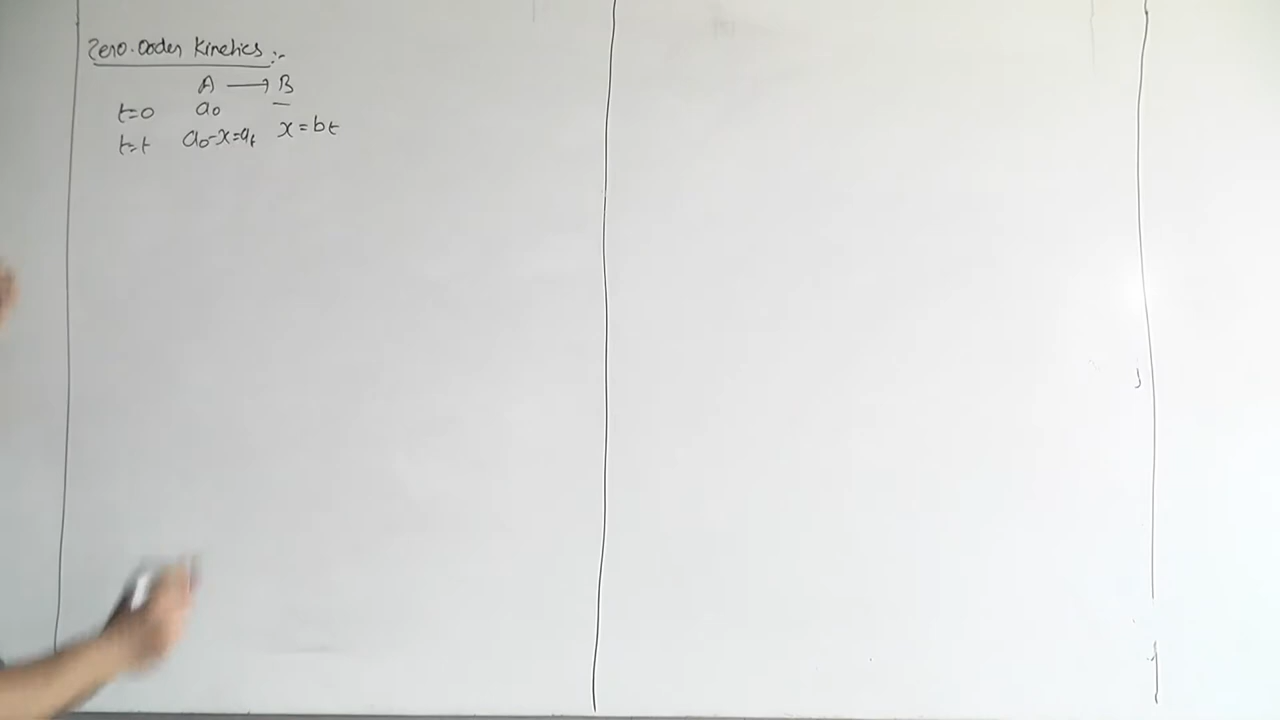 Zero-Order Kinetics :-
A ⟶ B
t=0 a₀ —
t=t a₀-x=aₜ x=bₜ